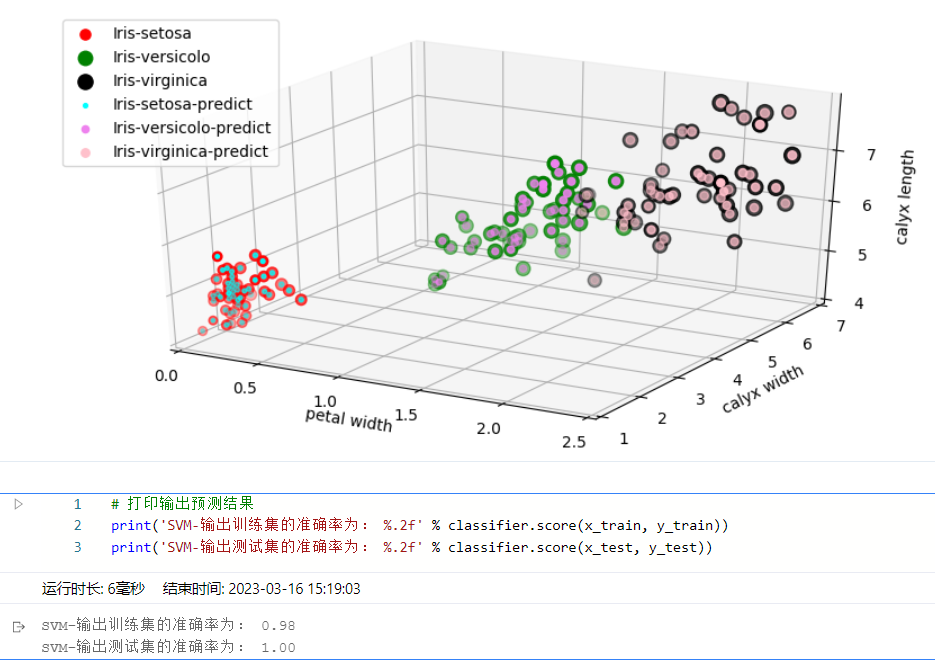 Iris-setosa
Iris-versicolo
Iris-virginica
Iris-setosa-predict
Iris-versicolo-predict
Iris-virginica-predict
7
6
5
4
calyx length
0.0
0.5
1.0
1.5
2.0
2.5
petal width
1
2
3
4
5
6
7
calyx width
1 # 打印输出预测结果
2 print('SVM-输出训练集的准确率为: %.2f' % classifier.score(x_train, y_train))
3 print('SVM-输出测试集的准确率为: %.2f' % classifier.score(x_test, y_test))
运行时长: 6毫秒 结束时间: 2023-03-16 15:19:03
SVM-输出训练集的准确率为: 0.98
SVM-输出测试集的准确率为: 1.00